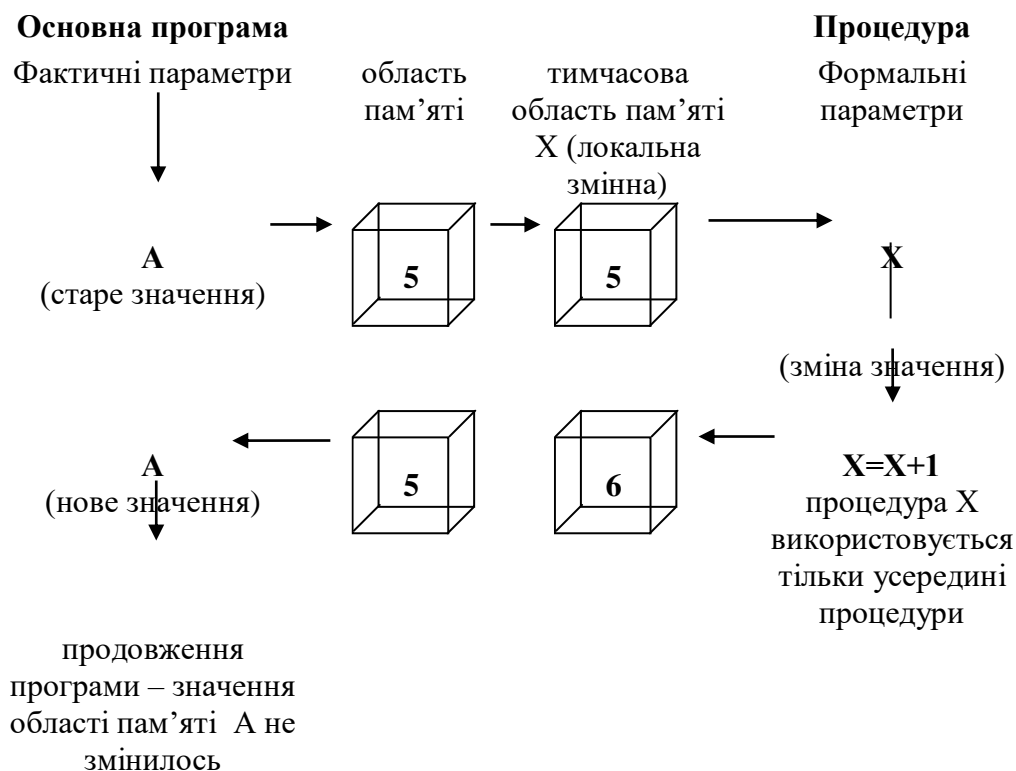 Основна програма
Процедура
Фактичні параметри
область
пам’яті
тимчасова
область пам’яті
X (локальна
змінна)
Формальні
параметри
А
(старе значення)
5
5
X
(зміна значення)
А
(нове значення)
5
6
X=X+1
процедура X
використовується
тільки усередині
процедури
продовження
програми – значення
області пам’яті А не
змінилось